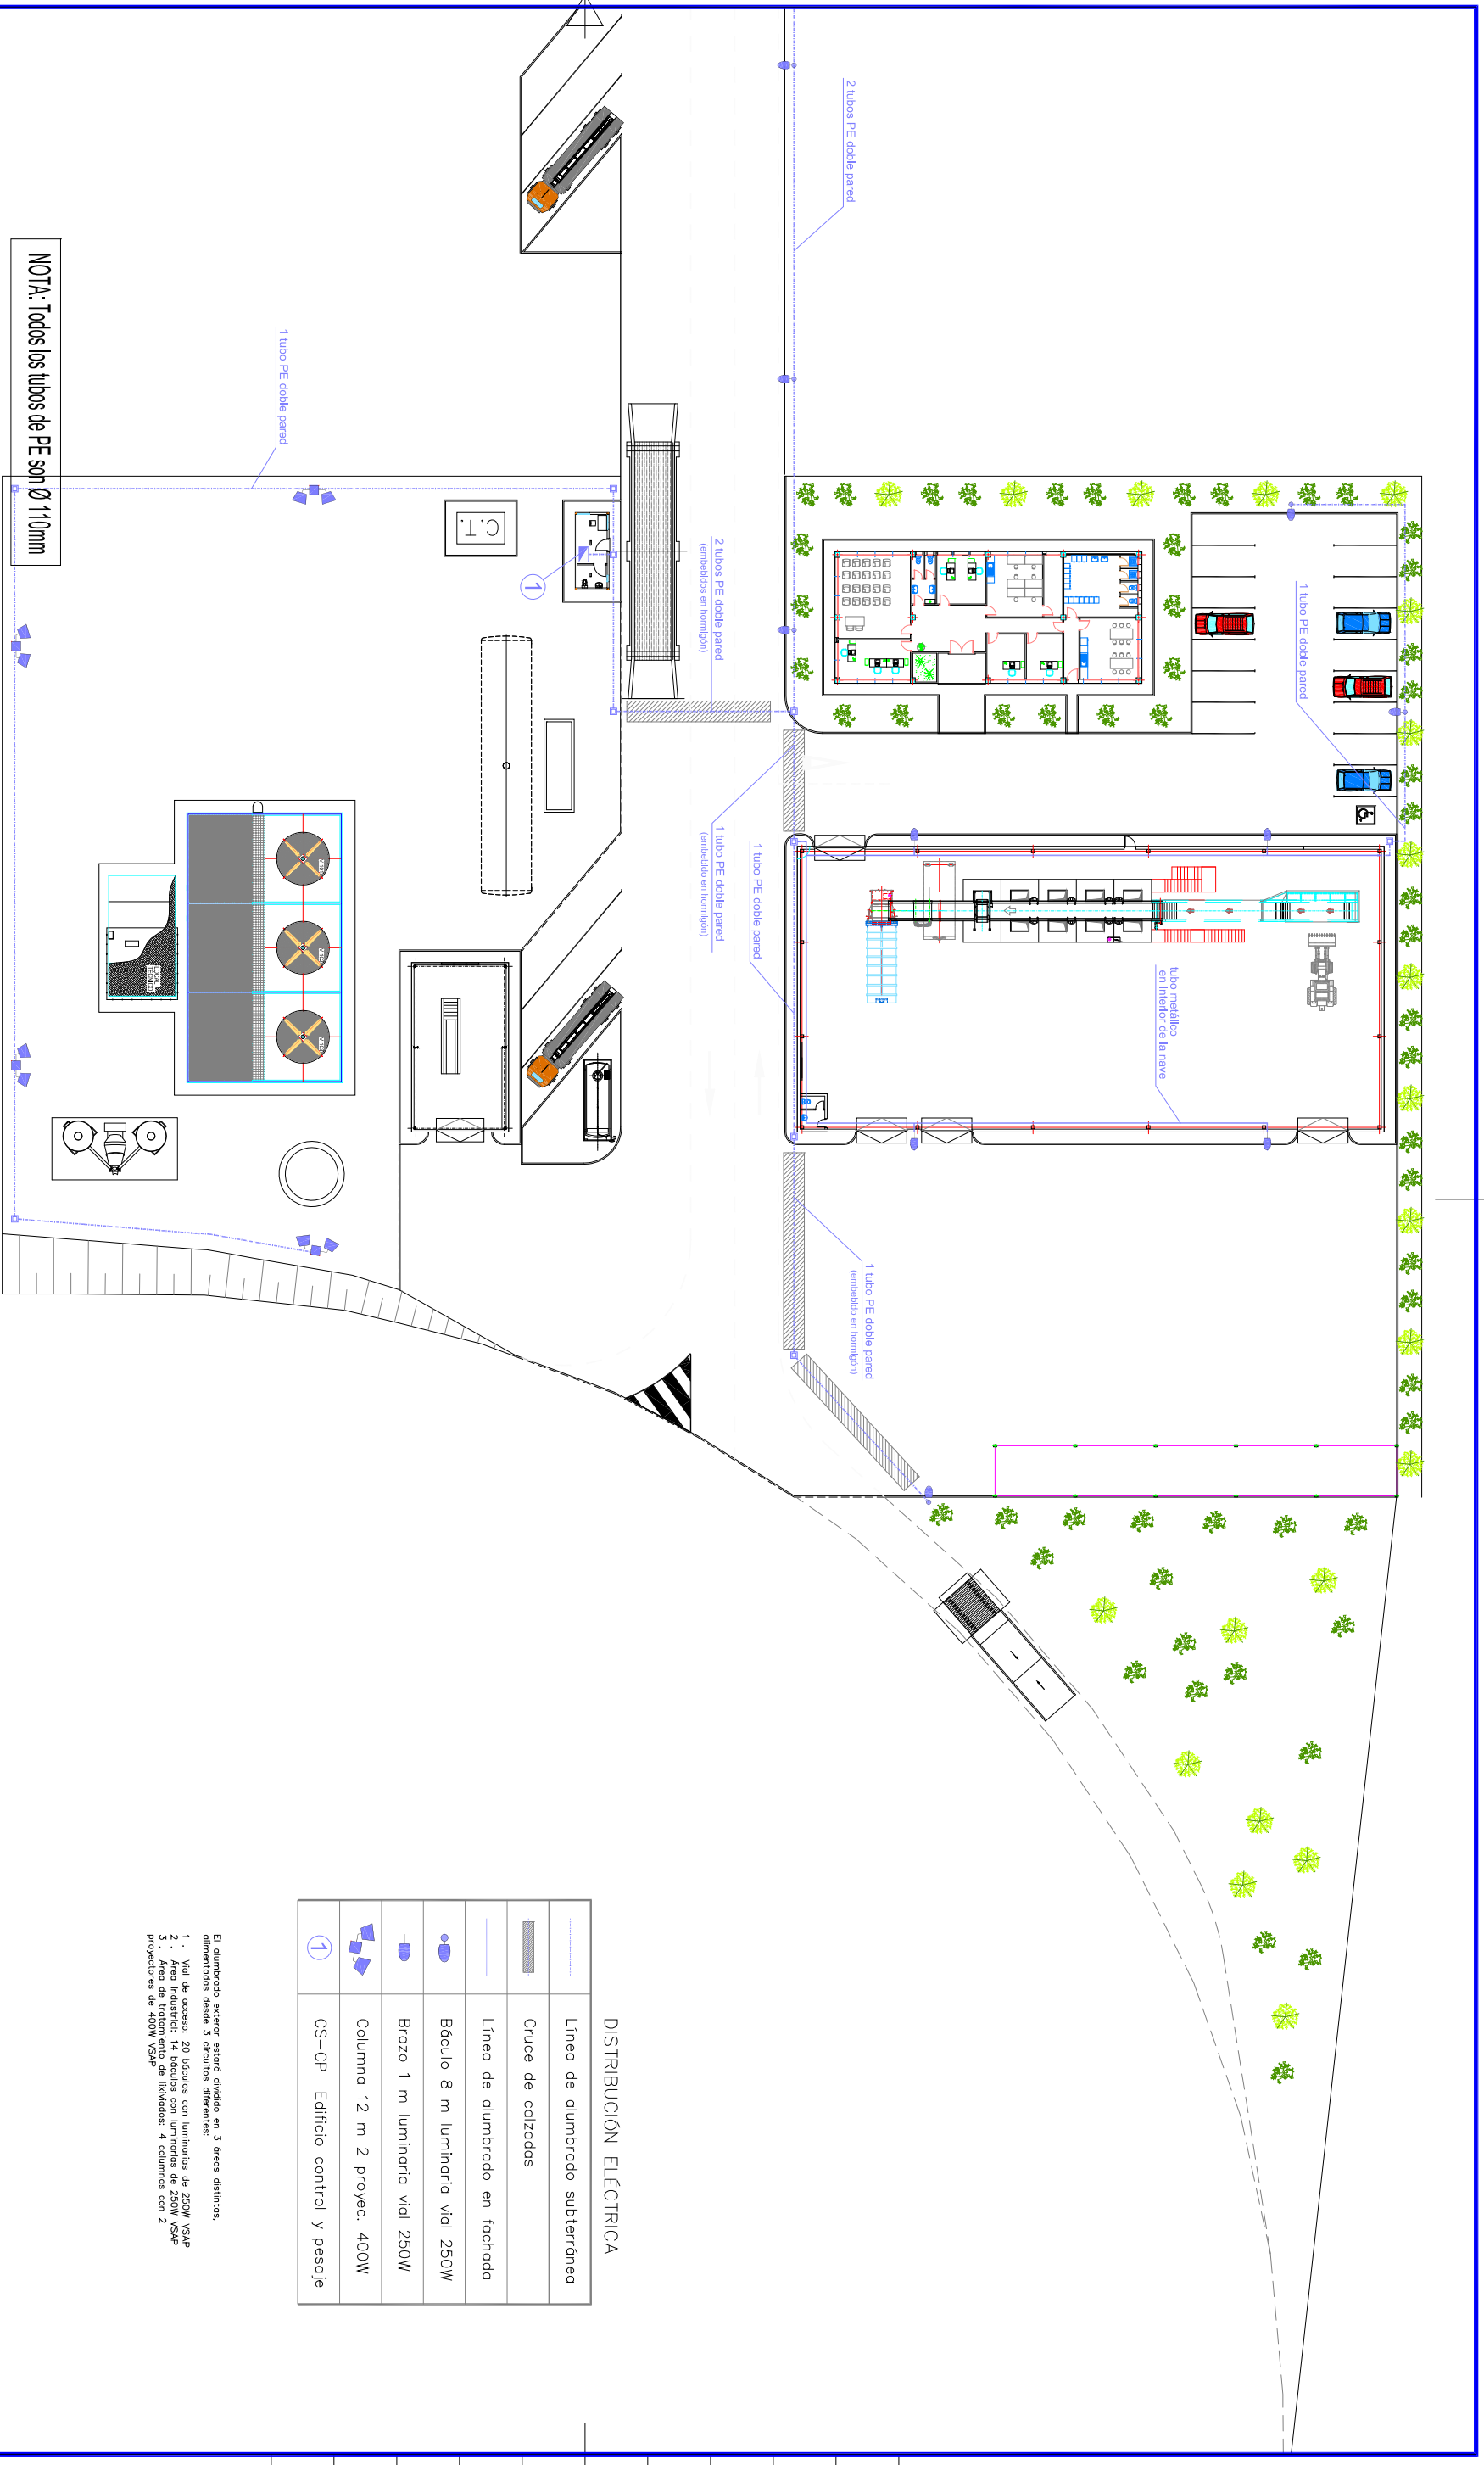 2 tubos PE doble pared
1 tubo PE doble pared
2 tubos PE doble pared
(embebidos en hormigón)
1 tubo PE doble pared
(embebido en hormigón)
1 tubo PE doble pared
tubo metálico
en interior de la nave
1 tubo PE doble pared
(embebido en hormigón)
1 tubo PE doble pared
NOTA: Todos los tubos de PE son Ø 110mm
C.H
1
LOCAL
TECNICO
DISTRIBUCIÓN ELÉCTRICA
Línea de alumbrado subterránea
Cruce de calzadas
Línea de alumbrado en fachada
Báculo 8 m luminaria vial 250W
Brazo 1 m luminaria vial 250W
Columna 12 m 2 proyec. 400W
1 CS-CP Edificio control y pesaje
El alumbrado exteror estará dividido en 3 áreas distintas,
alimentadas desde 3 circuitos diferentes:
1 . Vial de acceso: 20 báculos con luminarias de 250W VSAP
2 . Área industrial: 14 báculos con luminarias de 250W VSAP
3 . Área de tratamiento de lixiviados: 4 columnas con 2
proyectores de 400W VSAP